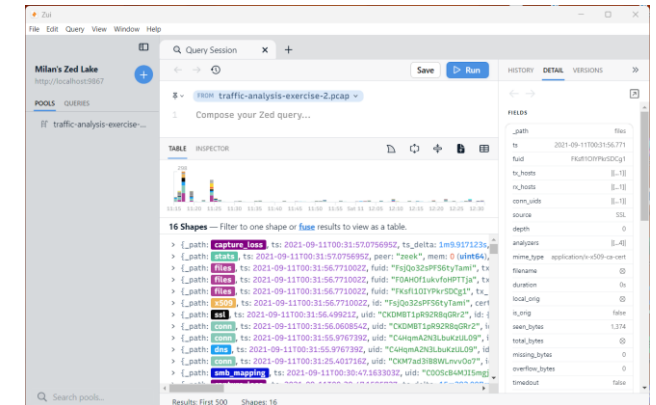 Zui
File Edit Query View Window Help
Milan's Zed Lake
http://localhost:9867
POOLS QUERIES
traffic-analysis-exercise-...
Search pools...
Query Session
Save Run
FROM traffic-analysis-exercise-2.pcap
1 Compose your Zed query...
TABLE INSPECTOR
16 Shapes — Filter to one shape or fuse results to view as a table.
{_path: capture_loss, ts: 2021-09-11T00:31:57.075695Z, ts_delta: 1m9.917123s,
{_path: stats, ts: 2021-09-11T00:31:57.075695Z, peer: "zeek", mem: 0 (uint64),
{_path: files, ts: 2021-09-11T00:31:56.771002Z, fuid: "FsjQo32sPFS6tyTami", tx
{_path: files, ts: 2021-09-11T00:31:56.771002Z, fuid: "F0AHOf1ukvfoHPTTja", tx
{_path: files, ts: 2021-09-11T00:31:56.771002Z, fuid: "FKsfi1OIYPkrSDCg1", tx_
{_path: x509, ts: 2021-09-11T00:31:56.771002Z, id: "FsjQo32sPFS6tyTami", cert
{_path: ssl, ts: 2021-09-11T00:31:56.499212Z, uid: "CKDMBT1pR92R8qGRr2", id: {
{_path: conn, ts: 2021-09-11T00:31:56.060854Z, uid: "CKDMBT1pR92R8qGRr2", i
{_path: conn, ts: 2021-09-11T00:31:55.976739Z, uid: "C4HqmA2N3LbuKzUL09", i
{_path: dns, ts: 2021-09-11T00:31:55.976739Z, uid: "C4HqmA2N3LbuKzUL09", id
{_path: conn, ts: 2021-09-11T00:31:25.401716Z, uid:
{_path: smb_mapping, ts: 2021-09-11T00:30:47.163303Z, uid:
Results: First 500 Shapes: 16
HISTORY DETAIL VERSIONS
FIELDS
_path files
ts 2021-09-11T00:31:56.771
fuid FKsfi1OIYPkrSDCg1
tx_hosts |[...1]|
rx_hosts |[...1]|
conn_uids |[...1]|
source SSL
depth 0
analyzers |[...4]|
mime_type application/x-x509-ca-cert
filename
duration 0s
local_orig
is_orig false
seen_bytes 1,374
total_bytes
missing_bytes 0
overflow_bytes 0
timedout false